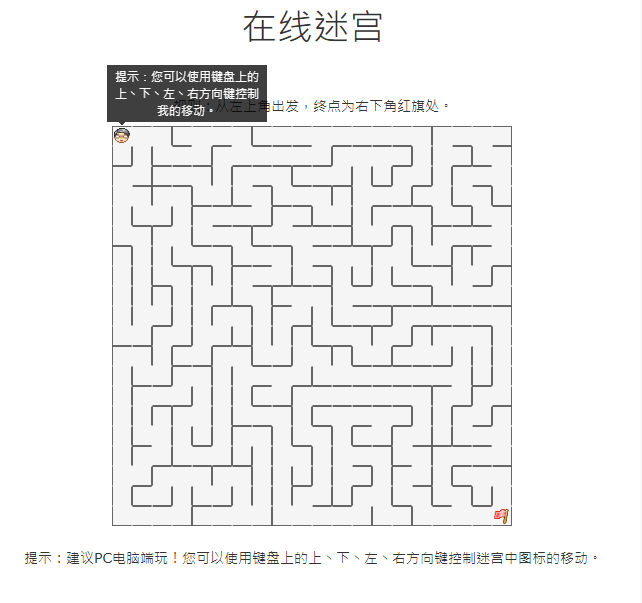 在线迷宫
提示：您可以使用键盘上的
上、下、左、右方向键控制
我的移动。
从左上角出发，终点为右下角红旗处。
提示：建议PC电脑端玩！您可以使用键盘上的上、下、左、右方向键控制迷宫中图标的移动。